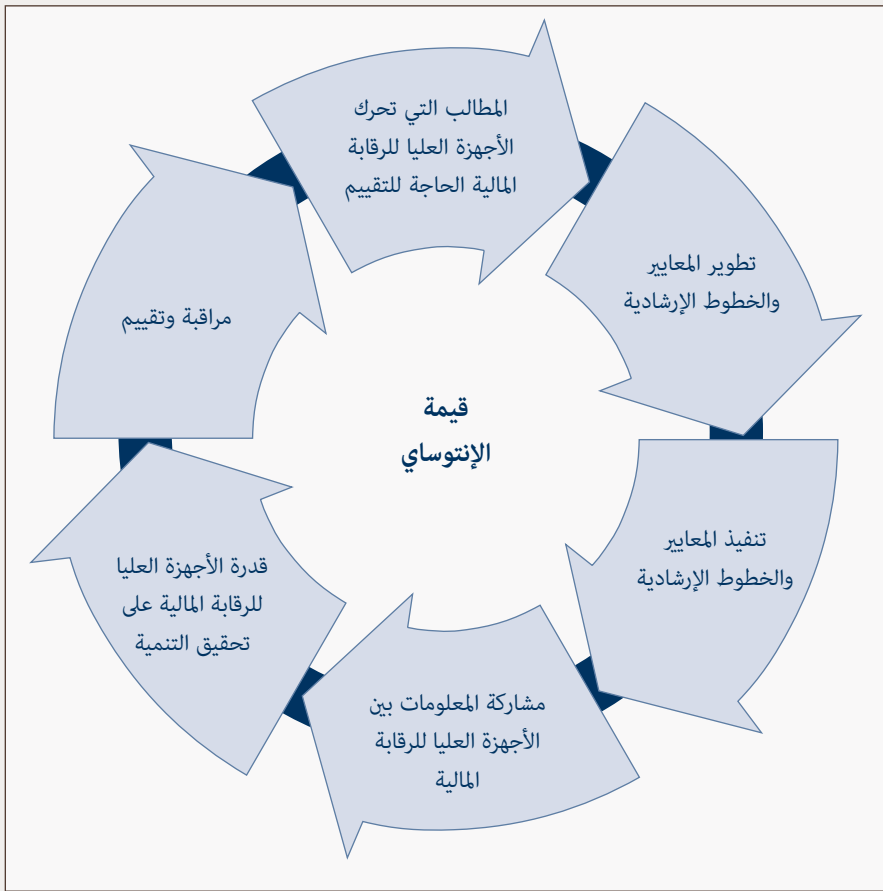 المطالب التي تحرك
الأجهزة العليا للرقابة
المالية الحاجة للتقييم
تطوير المعايير
والخطوط الإرشادية
تنفيذ المعايير
والخطوط الإرشادية
مشاركة المعلومات بين
الأجهزة العليا للرقابة
المالية
قدرة الأجهزة العليا
للرقابة المالية على
تحقيق التنمية
مراقبة وتقييم
قيمة
الإنتوساي